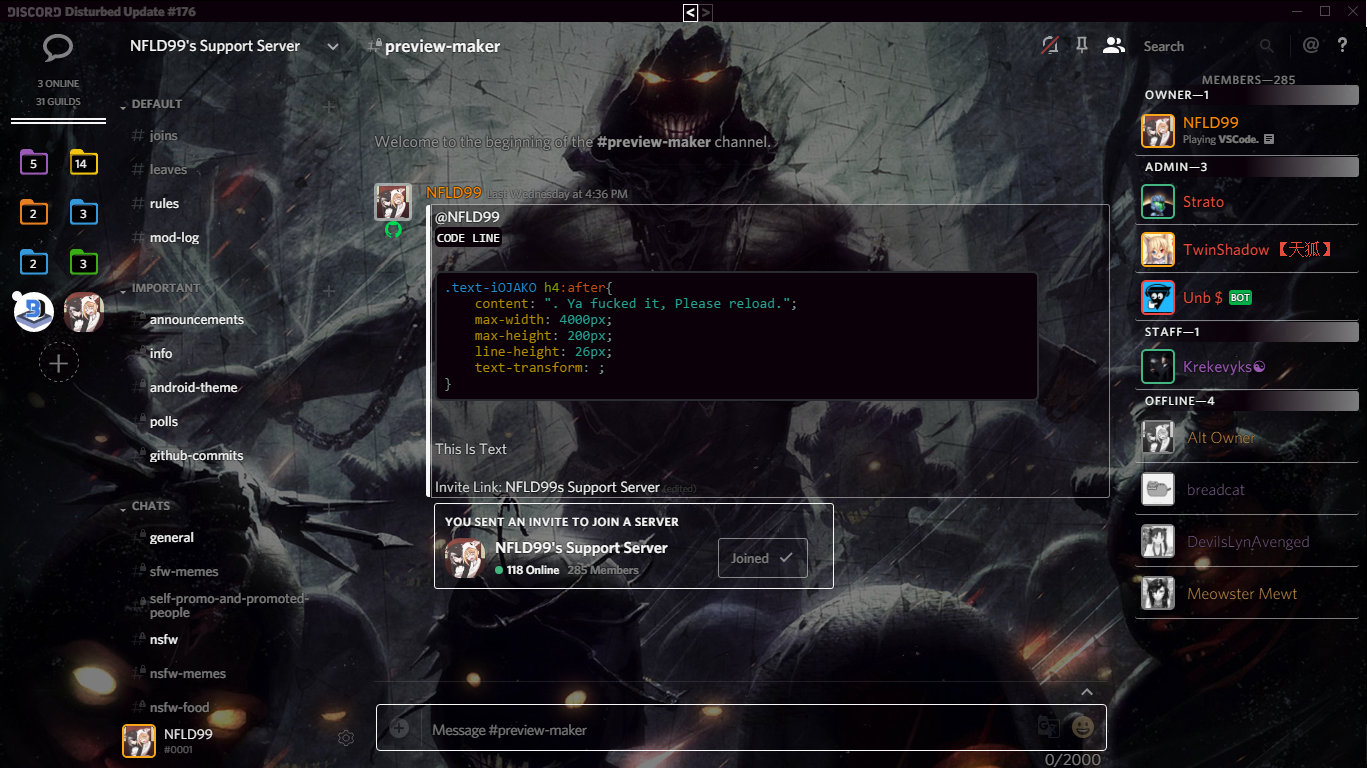 DISCORD Disturbed Update #176
< >
NFLD99's Support Server
3 ONLINE
31 GUILDS
5
14
2
3
2
3
DEFAULT
joins
leaves
rules
mod-log
IMPORTANT
announcements
info
android-theme
polls
github-commits
CHATS
general
sfw-memes
self-promo-and-promoted-
people
nsfw
nsfw-memes
nsfw-food
NFLD99
#0001
preview-maker
Search
@ ?
Welcome to the beginning of the #preview-maker channel.
NFLD99 Last Wednesday at 4:36 PM
@NFLD99
CODE LINE
.text-iOJAKO h4:after{
content: ". Ya fucked it, Please reload.";
max-width: 4000px;
max-height: 200px;
line-height: 26px;
text-transform: ;
}
This Is Text
Invite Link: NFLD99s Support Server (edited)
YOU SENT AN INVITE TO JOIN A SERVER
NFLD99's Support Server
118 Online 285 Members
Joined
Message #preview-maker
0/2000
MEMBERS—285
OWNER—1
NFLD99
Playing VSCode.
ADMIN—3
Strato
TwinShadow 【天狐】
Unb $ BOT
STAFF—1
Krekevyks☯
OFFLINE—4
Alt Owner
breadcat
DevilsLynAvenged
Meowster Mewt